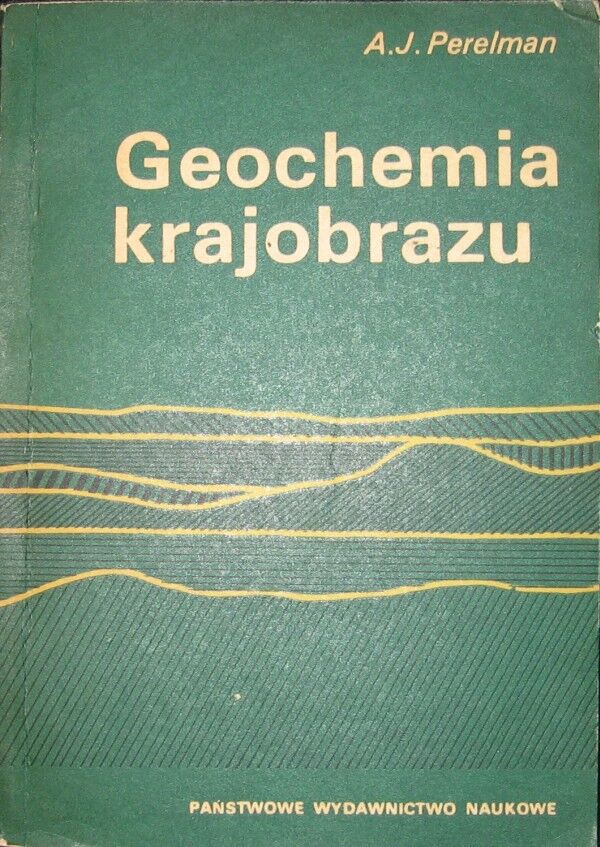 A.J. Perelman
Geochemia
krajobrazu
PAŃSTWOWE WYDAWNICTWO NAUKOWE